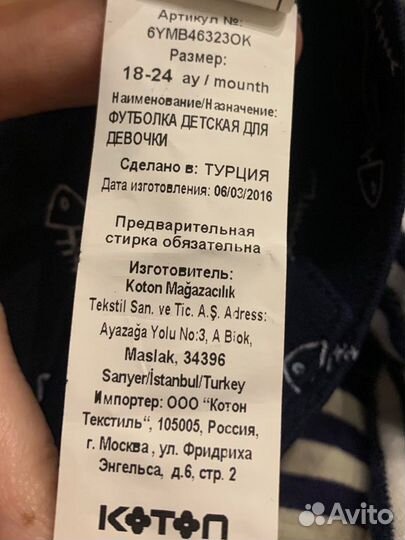 Артикул №:
6YMB46323OK
Размер:
18-24 ay / mounth
Наименование/Назначение:
ФУТБОЛКА ДЕТСКАЯ ДЛЯ
ДЕВОЧКИ
Сделано в: ТУРЦИЯ
Дата изготовления: 06/03/2016
Предварительная
стирка обязательна
Изготовитель:
Koton Mağazacılık
Tekstil San. ve Tic. A.Ş. Adress:
Ayazağa Yolu No:3, A Blok,
Maslak, 34396
Sarıyer/İstanbul/Turkey
Импортер: ООО "Котон
Текстиль", 105005, Россия,
г. Москва , ул. Фридриха
Энгельса, д.6, стр. 2
KOTON
Avito